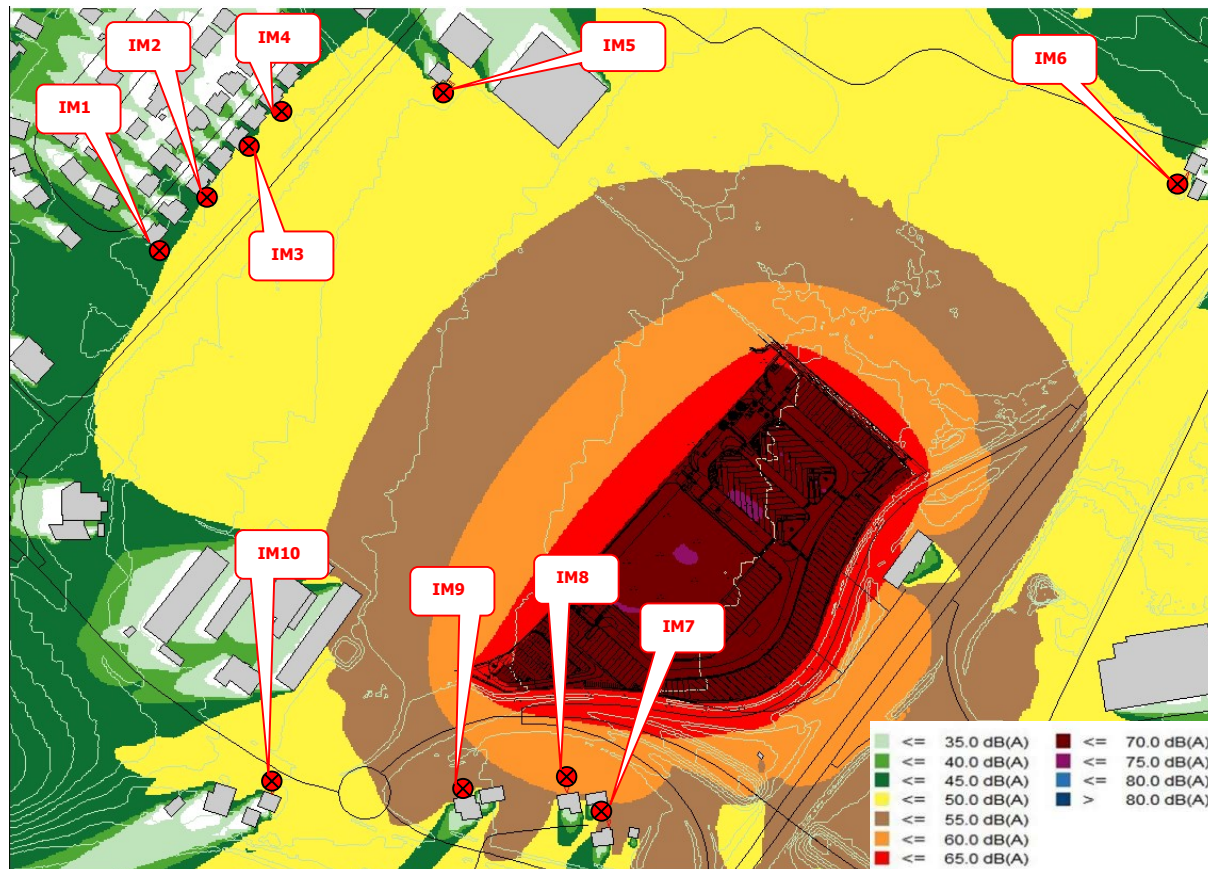 IM4
IM2
IM5
IM6
IM1
IM3
IM10
IM8
IM9
IM7
<= 35.0 dB(A)
<= 40.0 dB(A)
<= 45.0 dB(A)
<= 50.0 dB(A)
<= 55.0 dB(A)
<= 60.0 dB(A)
<= 65.0 dB(A)
<= 70.0 dB(A)
<= 75.0 dB(A)
<= 80.0 dB(A)
> 80.0 dB(A)